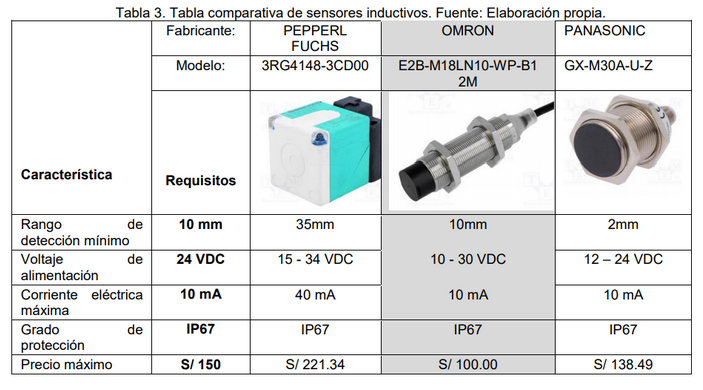 Tabla 3. Tabla comparativa de sensores inductivos. Fuente: Elaboración propia.
Fabricante: PEPPERL FUCHS OMRON PANASONIC
Modelo: 3RG4148-3CD00 E2B-M18LN10-WP-B1 2M GX-M30A-U-Z
Característica Requisitos
Rango de detección mínimo 10 mm 35mm 10mm 2mm
Voltaje de alimentación 24 VDC 15 - 34 VDC 10 - 30 VDC 12 – 24 VDC
Corriente eléctrica máxima 10 mA 40 mA 10 mA 10 mA
Grado de protección IP67 IP67 IP67 IP67
Precio máximo S/ 150 S/ 221.34 S/ 100.00 S/ 138.49